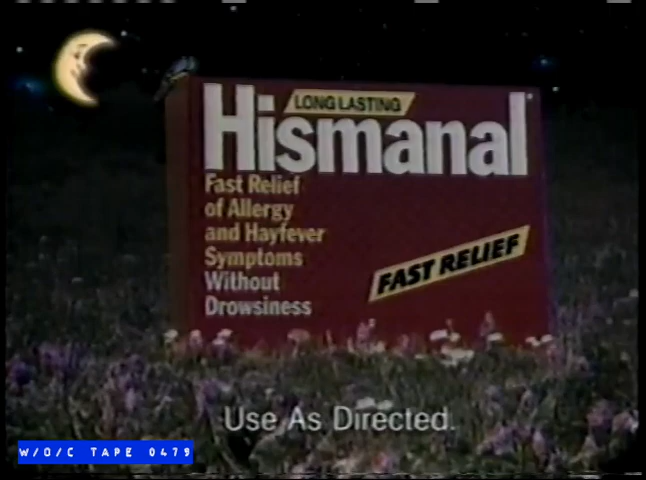 LONG LASTING
Hismanal
Fast Relief
of Allergy
and Hayfever
Symptoms
Without
Drowsiness
FAST RELIEF
Use As Directed.
W/O/C TAPE 0479